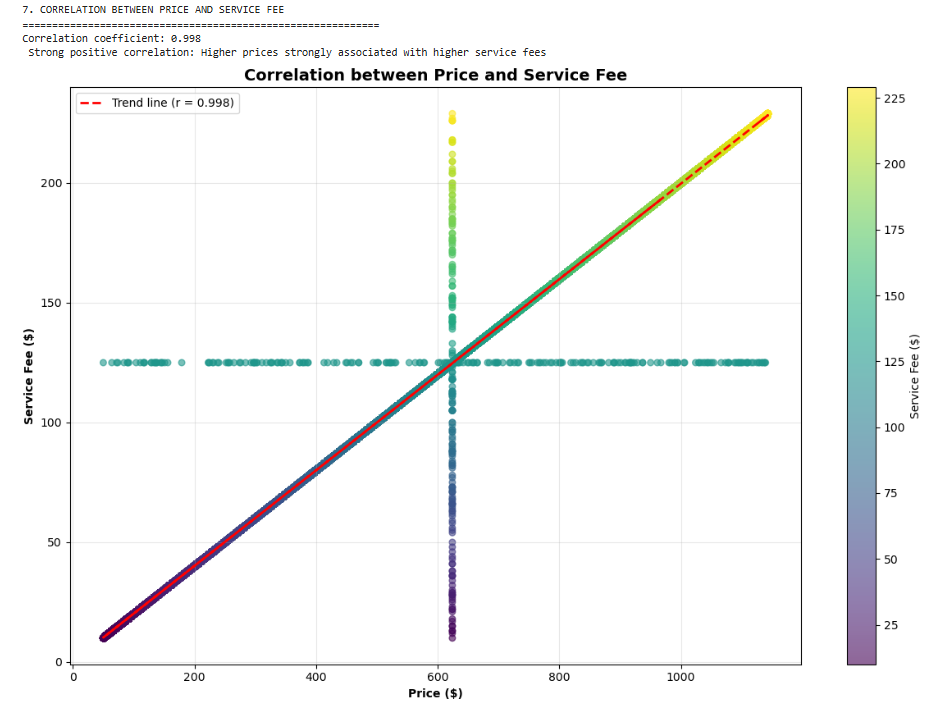 7. CORRELATION BETWEEN PRICE AND SERVICE FEE
============================================================
Correlation coefficient: 0.998
Strong positive correlation: Higher prices strongly associated with higher service fees
Correlation between Price and Service Fee
Trend line (r = 0.998)
200
150
100
50
0
Service Fee ($)
0 200 400 600 800 1000
Price ($)
225
200
175
150
125
100
75
50
25
Service Fee ($)